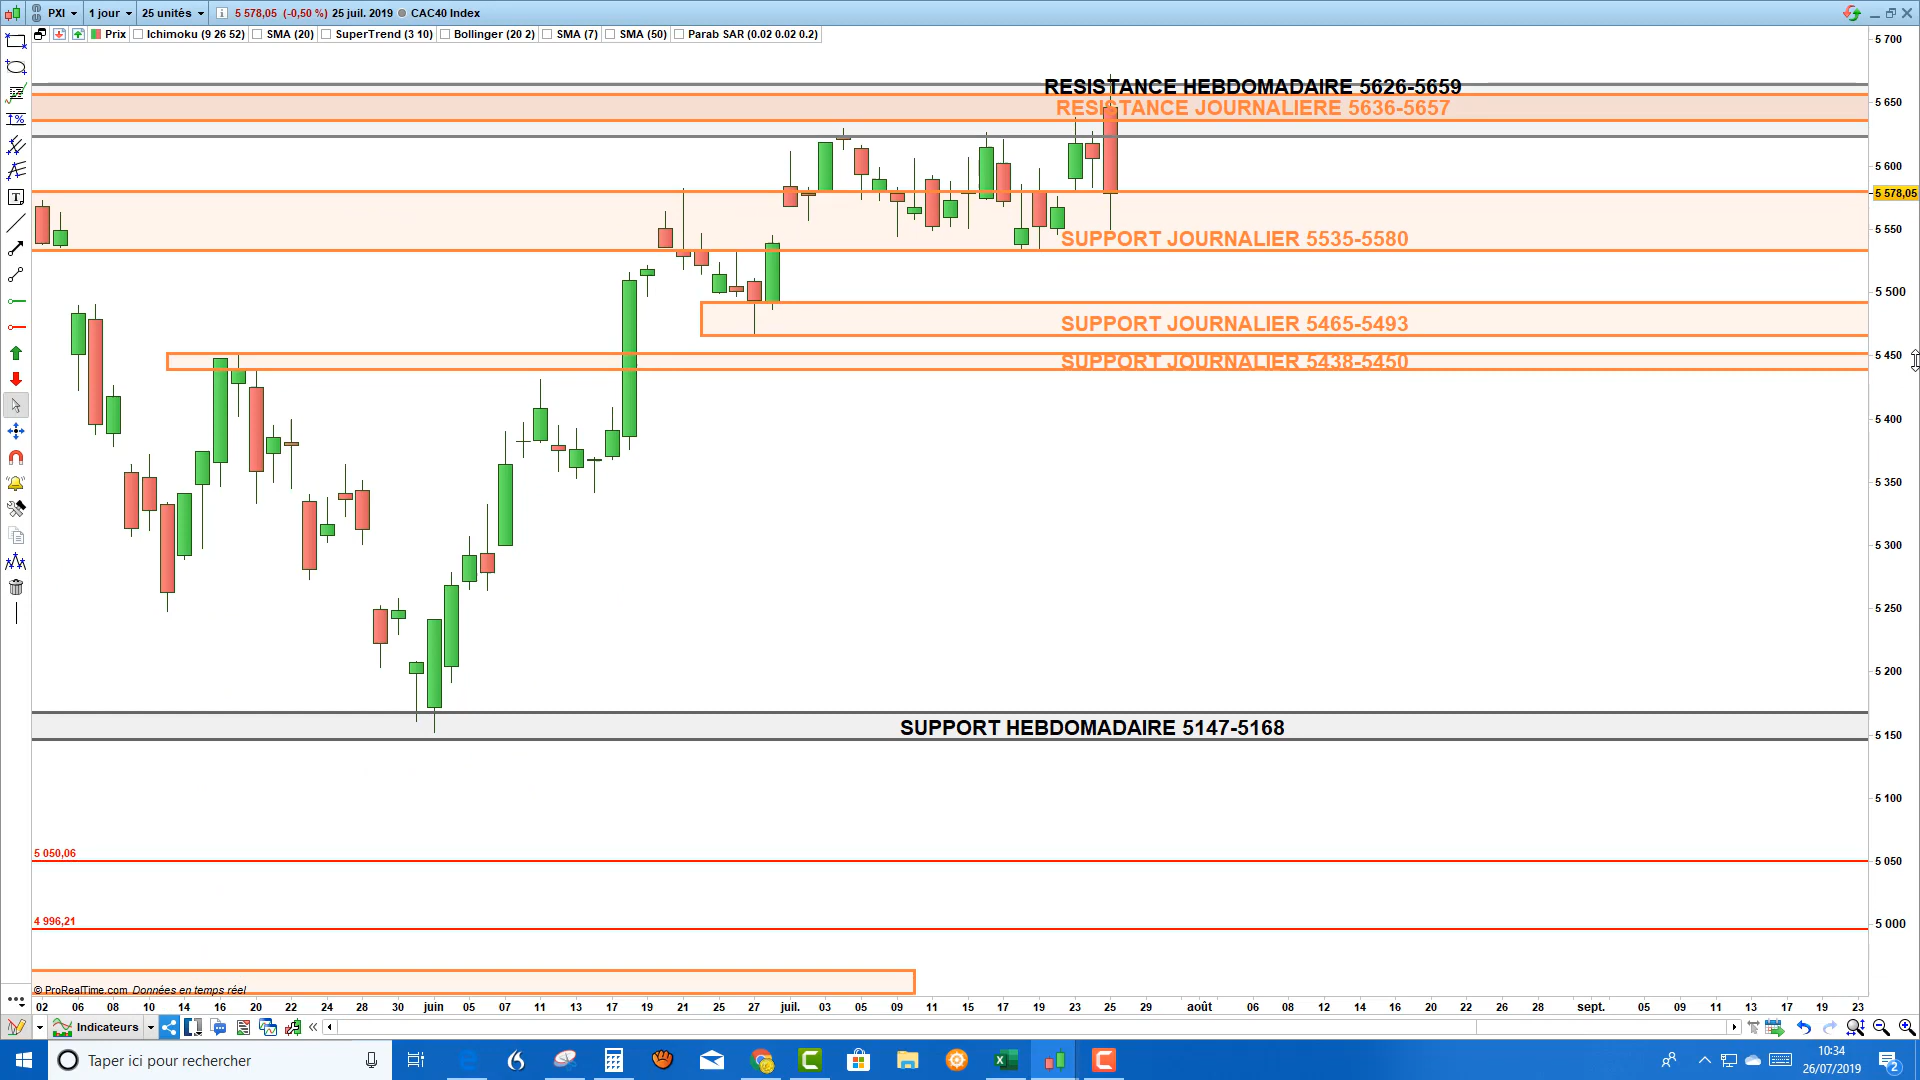 PXI 1 jour 25 unités 5 578,05 (-0,50 %) 25 juil. 2019 CAC40 Index
Prix Ichimoku (9 26 52) SMA (20) SuperTrend (3 10) Bollinger (20 2) SMA (7) SMA (50) Parab SAR (0.02 0.02 0.2)
5 700
RESISTANCE HEBDOMADAIRE 5626-5659
5 650
RESISTANCE JOURNALIERE 5636-5657
5 600
5 578,05
5 550
SUPPORT JOURNALIER 5535-5580
5 500
SUPPORT JOURNALIER 5465-5493
5 450
SUPPORT JOURNALIER 5438-5450
5 400
5 350
5 300
5 250
5 200
SUPPORT HEBDOMADAIRE 5147-5168
5 150
5 100
5 050,06
5 050
4 996,21
5 000
© ProRealTime.com Données en temps réel
02 06 08 10 14 16 20 22 24 28 30 juin 05 07 11 13 17 19 21 25 27 juil. 03 05 09 11 15 17 19 23 25 29 août 06 08 12 14 16 20 22 26 28 sept. 05 09 11 13 17 19 23
Indicateurs
Taper ici pour rechercher
10:34
26/07/2019
2